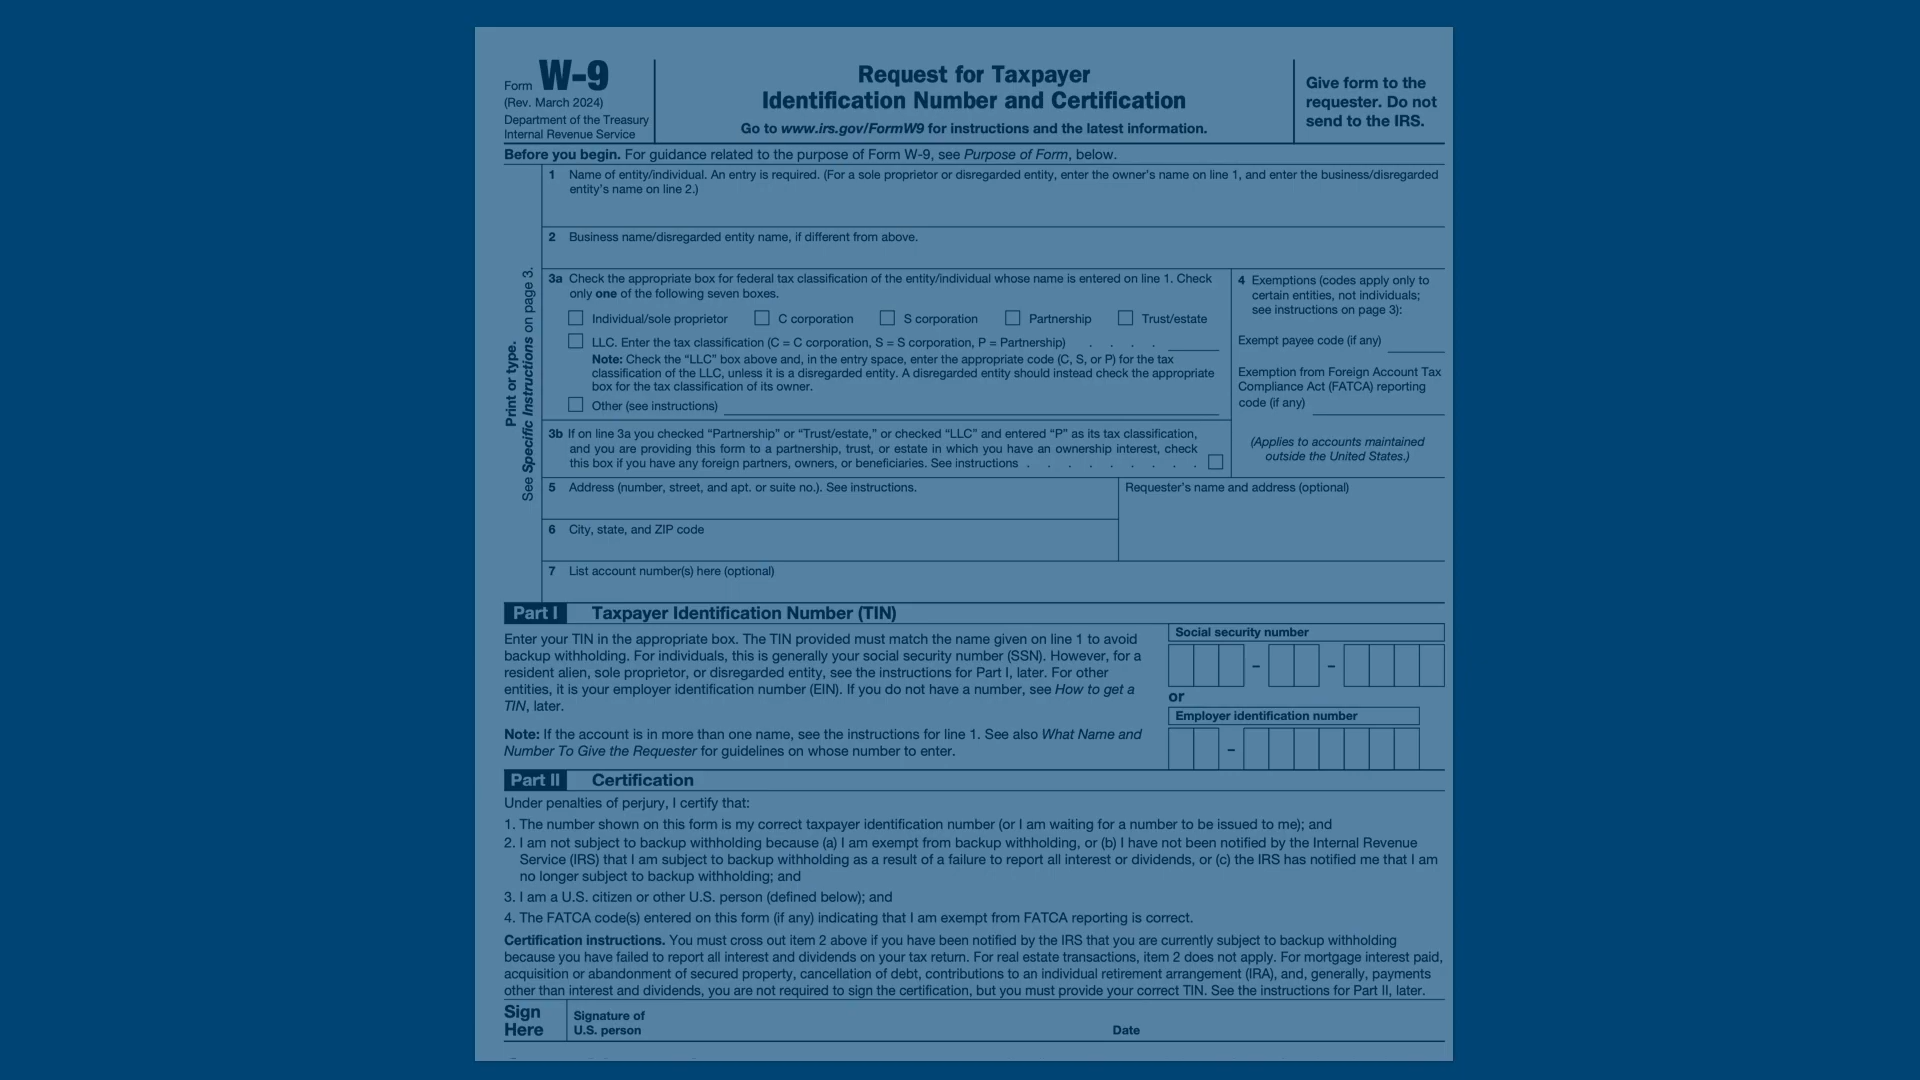 Form W-9
(Rev. March 2024)
Department of the Treasury
Internal Revenue Service
Request for Taxpayer
Identification Number and Certification
Go to www.irs.gov/FormW9 for instructions and the latest information.
Give form to the
requester. Do not
send to the IRS.
Before you begin. For guidance related to the purpose of Form W-9, see Purpose of Form, below.
Print or type.
See Specific Instructions on page 3.
1 Name of entity/individual. An entry is required. (For a sole proprietor or disregarded entity, enter the owner's name on line 1, and enter the business/disregarded
entity's name on line 2.)
2 Business name/disregarded entity name, if different from above.
3a Check the appropriate box for federal tax classification of the entity/individual whose name is entered on line 1. Check
only one of the following seven boxes.
Individual/sole proprietor C corporation S corporation Partnership Trust/estate
LLC. Enter the tax classification (C = C corporation, S = S corporation, P = Partnership) . . . .
Note: Check the “LLC” box above and, in the entry space, enter the appropriate code (C, S, or P) for the tax
classification of the LLC, unless it is a disregarded entity. A disregarded entity should instead check the appropriate
box for the tax classification of its owner.
Other (see instructions)
4 Exemptions (codes apply only to
certain entities, not individuals;
see instructions on page 3):
Exempt payee code (if any)
Exemption from Foreign Account Tax
Compliance Act (FATCA) reporting
code (if any)
(Applies to accounts maintained
outside the United States.)
3b If on line 3a you checked “Partnership” or “Trust/estate,” or checked “LLC” and entered “P” as its tax classification,
and you are providing this form to a partnership, trust, or estate in which you have an ownership interest, check
this box if you have any foreign partners, owners, or beneficiaries. See instructions . . . . . . . . .
5 Address (number, street, and apt. or suite no.). See instructions.
Requester's name and address (optional)
6 City, state, and ZIP code
7 List account number(s) here (optional)
Part I Taxpayer Identification Number (TIN)
Enter your TIN in the appropriate box. The TIN provided must match the name given on line 1 to avoid
backup withholding. For individuals, this is generally your social security number (SSN). However, for a
resident alien, sole proprietor, or disregarded entity, see the instructions for Part I, later. For other
entities, it is your employer identification number (EIN). If you do not have a number, see How to get a
TIN, later.
Note: If the account is in more than one name, see the instructions for line 1. See also What Name and
Number To Give the Requester for guidelines on whose number to enter.
Social security number
– –
or
Employer identification number
–
Part II Certification
Under penalties of perjury, I certify that:
1. The number shown on this form is my correct taxpayer identification number (or I am waiting for a number to be issued to me); and
2. I am not subject to backup withholding because (a) I am exempt from backup withholding, or (b) I have not been notified by the Internal Revenue
Service (IRS) that I am subject to backup withholding as a result of a failure to report all interest or dividends, or (c) the IRS has notified me that I am
no longer subject to backup withholding; and
3. I am a U.S. citizen or other U.S. person (defined below); and
4. The FATCA code(s) entered on this form (if any) indicating that I am exempt from FATCA reporting is correct.
Certification instructions. You must cross out item 2 above if you have been notified by the IRS that you are currently subject to backup withholding
because you have failed to report all interest and dividends on your tax return. For real estate transactions, item 2 does not apply. For mortgage interest paid,
acquisition or abandonment of secured property, cancellation of debt, contributions to an individual retirement arrangement (IRA), and, generally, payments
other than interest and dividends, you are not required to sign the certification, but you must provide your correct TIN. See the instructions for Part II, later.
Sign
Here
Signature of
U.S. person
Date